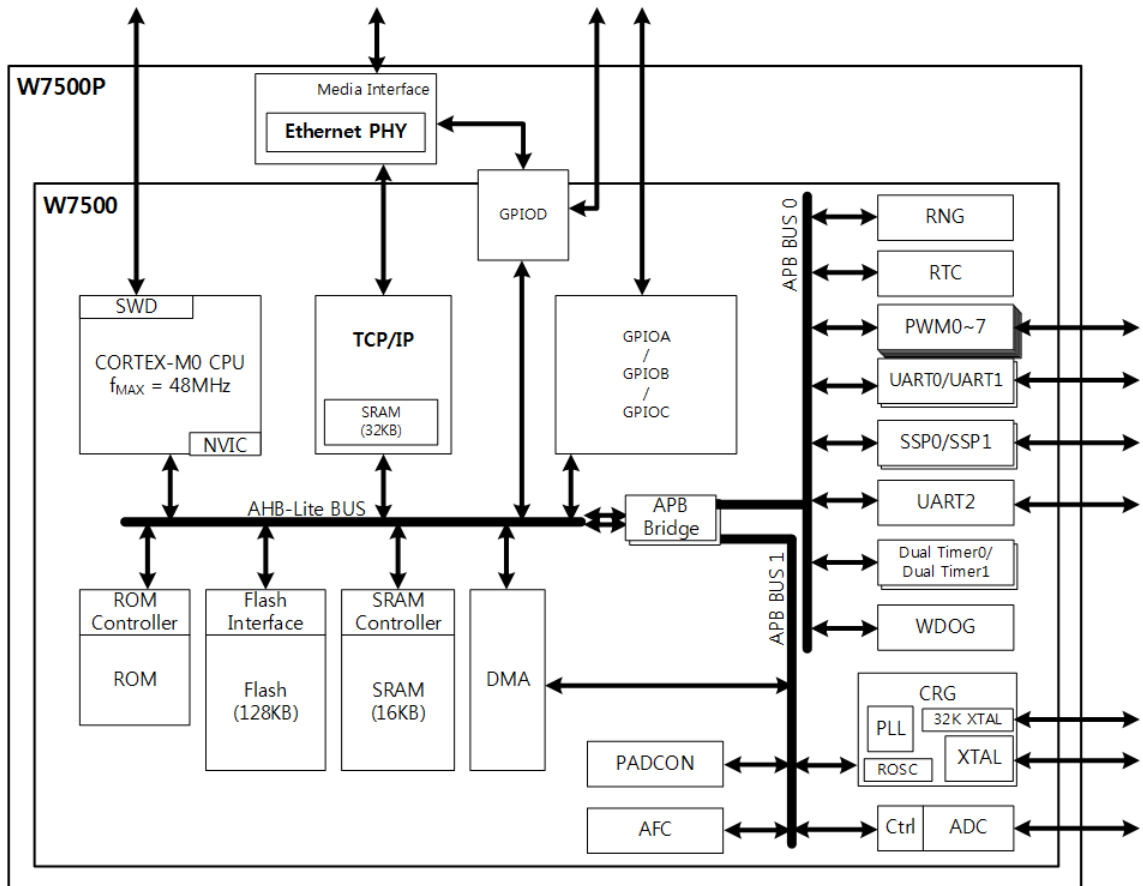 W7500P
Media Interface
Ethernet PHY
W7500
GPIOD
APB BUS 0
RNG
RTC
PWM0~7
UART0/UART1
SSP0/SSP1
UART2
Dual Timer0/
Dual Timer1
WDOG
SWD
CORTEX-M0 CPU
fMAX = 48MHz
NVIC
TCP/IP
SRAM
(32KB)
GPIOA
/
GPIOB
/
GPIOC
AHB-Lite BUS
APB
Bridge
APB BUS 1
ROM
Controller
ROM
Flash
Interface
Flash
(128KB)
SRAM
Controller
SRAM
(16KB)
DMA
PADCON
AFC
CRG
PLL
32K XTAL
ROSC
XTAL
Ctrl
ADC